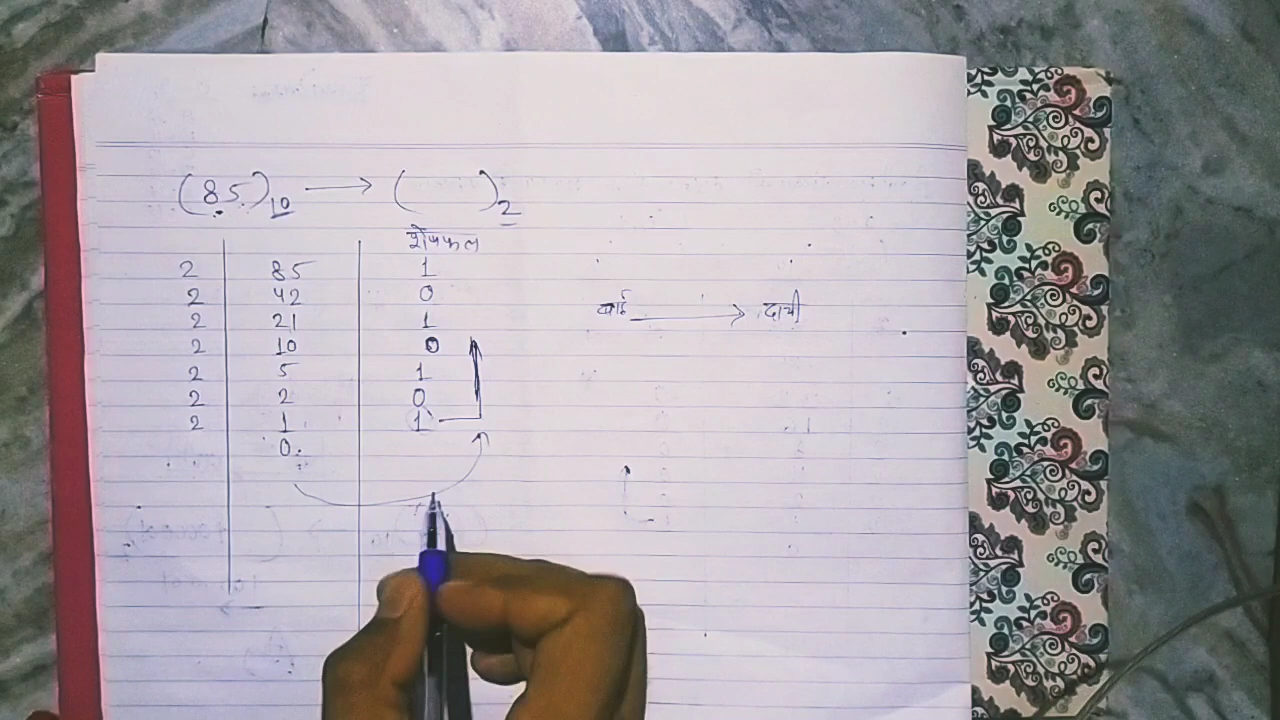 (85)10 → ( )2
शेषफल
2 85 1
2 42 0
2 21 1
2 10 0 → दायी
2 5 1
2 2 0
2 1 1
0